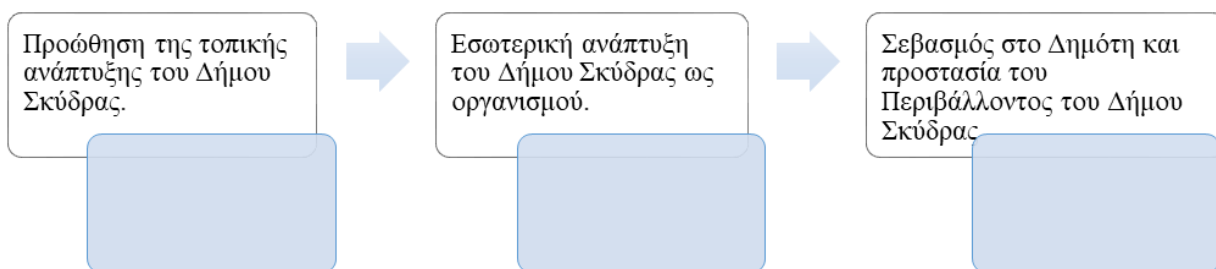 Προώθηση της τοπικής
ανάπτυξης του Δήμου
Σκύδρας.
Εσωτερική ανάπτυξη
του Δήμου Σκύδρας ως
οργανισμού.
Σεβασμός στο Δημότη και
προστασία του
Περιβάλλοντος του Δήμου
Σκύδρας